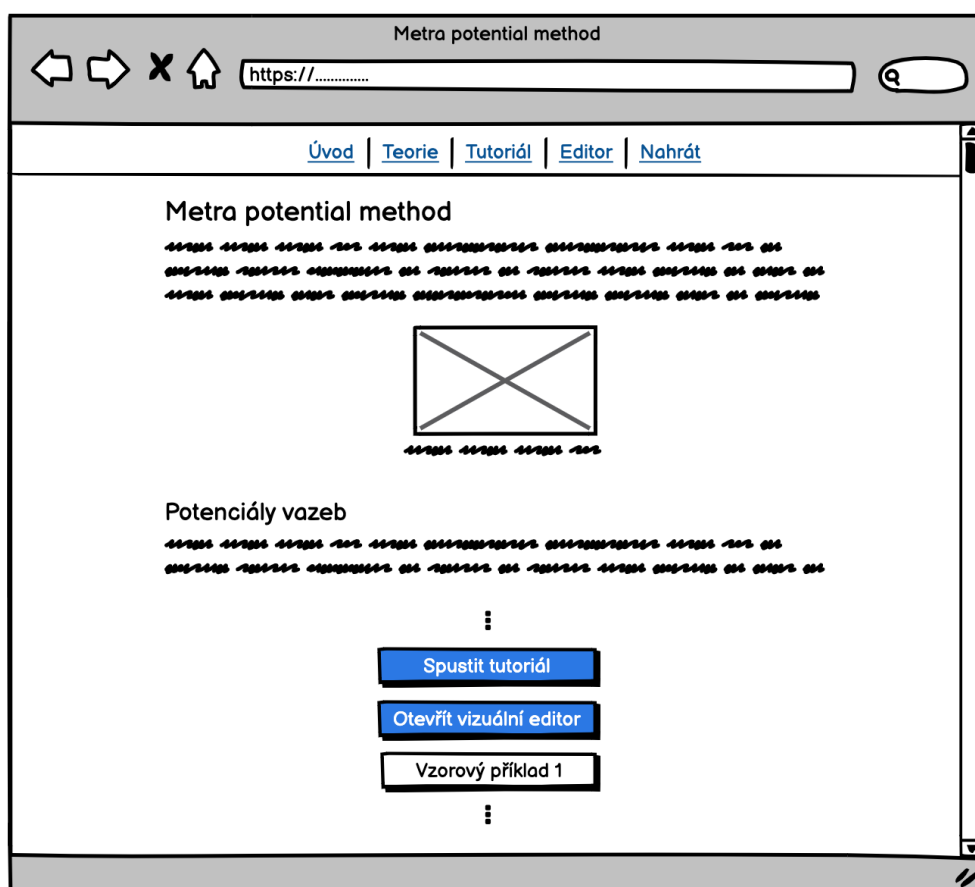 Metra potential method
https://..............
Úvod | Teorie | Tutoriál | Editor | Nahrát
Metra potential method
Potenciály vazeb
Spustit tutoriál
Otevřít vizuální editor
Vzorový příklad 1